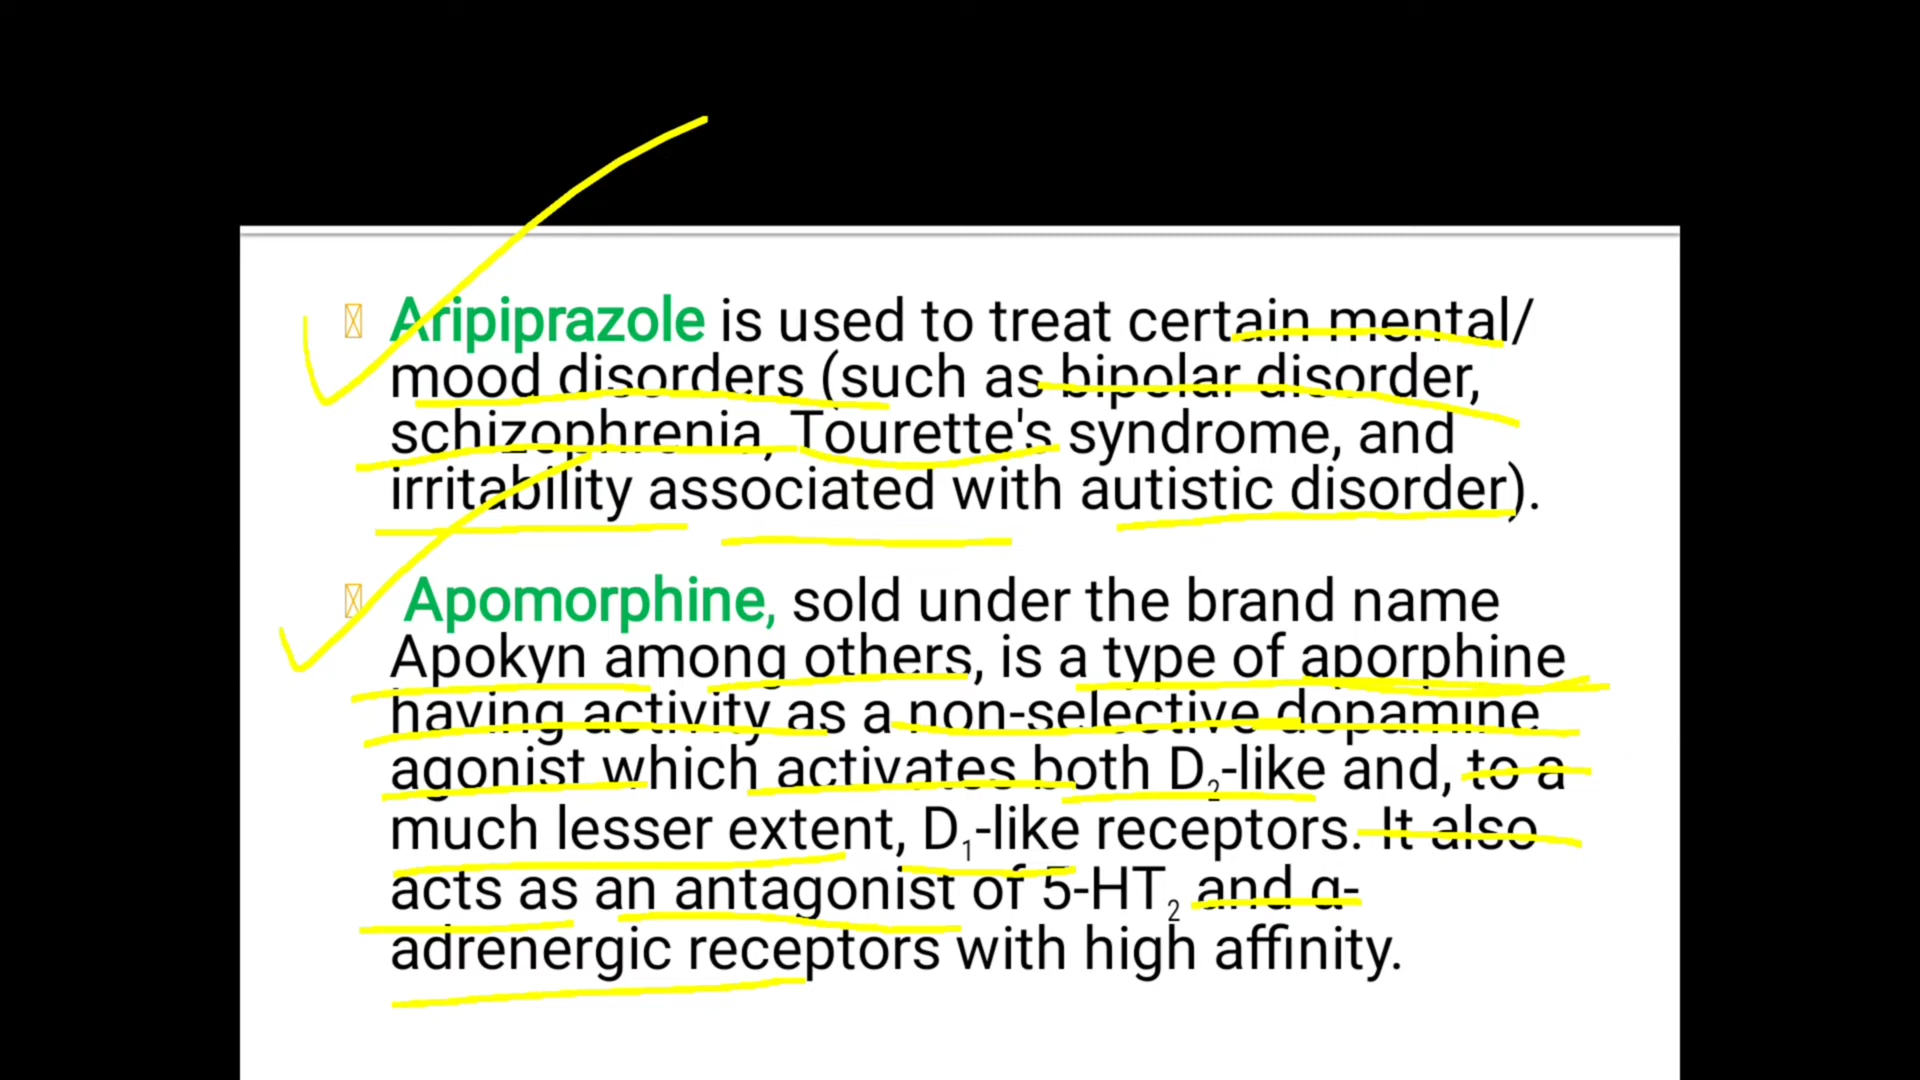 Aripiprazole is used to treat certain mental/
mood disorders (such as bipolar disorder,
schizophrenia, Tourette's syndrome, and
irritability associated with autistic disorder).
Apomorphine, sold under the brand name
Apokyn among others, is a type of aporphine
having activity as a non-selective dopamine
agonist which activates both D₂-like and, to a
much lesser extent, D₁-like receptors. It also
acts as an antagonist of 5-HT₂ and α-
adrenergic receptors with high affinity.